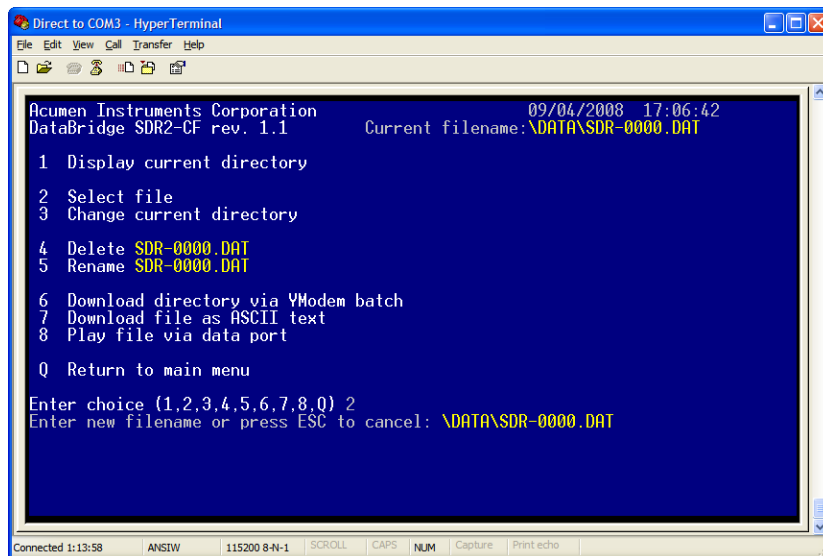 Direct to COM3 - HyperTerminal
File Edit View Call Transfer Help
Acumen Instruments Corporation 09/04/2008 17:06:42
DataBridge SDR2-CF rev. 1.1 Current filename:\DATA\SDR-0000.DAT
1 Display current directory
2 Select file
3 Change current directory
4 Delete SDR-0000.DAT
5 Rename SDR-0000.DAT
6 Download directory via YModem batch
7 Download file as ASCII text
8 Play file via data port
Q Return to main menu
Enter choice (1,2,3,4,5,6,7,8,Q) 2
Enter new filename or press ESC to cancel: \DATA\SDR-0000.DAT
Connected 1:13:58 ANSIW 115200 8-N-1 SCROLL CAPS NUM Capture Print echo